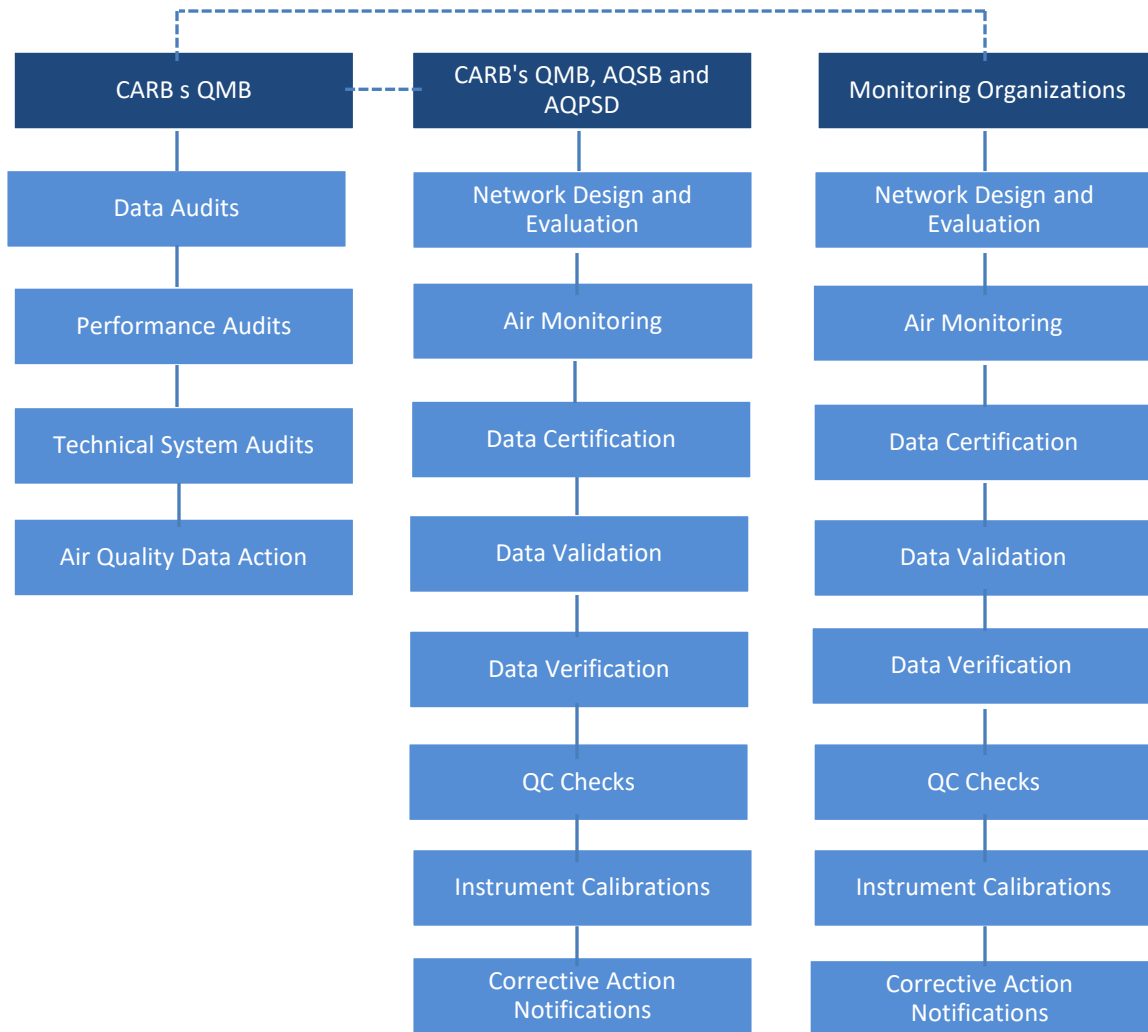 CARB s QMB
CARB's QMB, AQSB and
AQPSD
Monitoring Organizations
Data Audits
Performance Audits
Technical System Audits
Air Quality Data Action
Network Design and
Evaluation
Air Monitoring
Data Certification
Data Validation
Data Verification
QC Checks
Instrument Calibrations
Corrective Action
Notifications
Network Design and
Evaluation
Air Monitoring
Data Certification
Data Validation
Data Verification
QC Checks
Instrument Calibrations
Corrective Action
Notifications